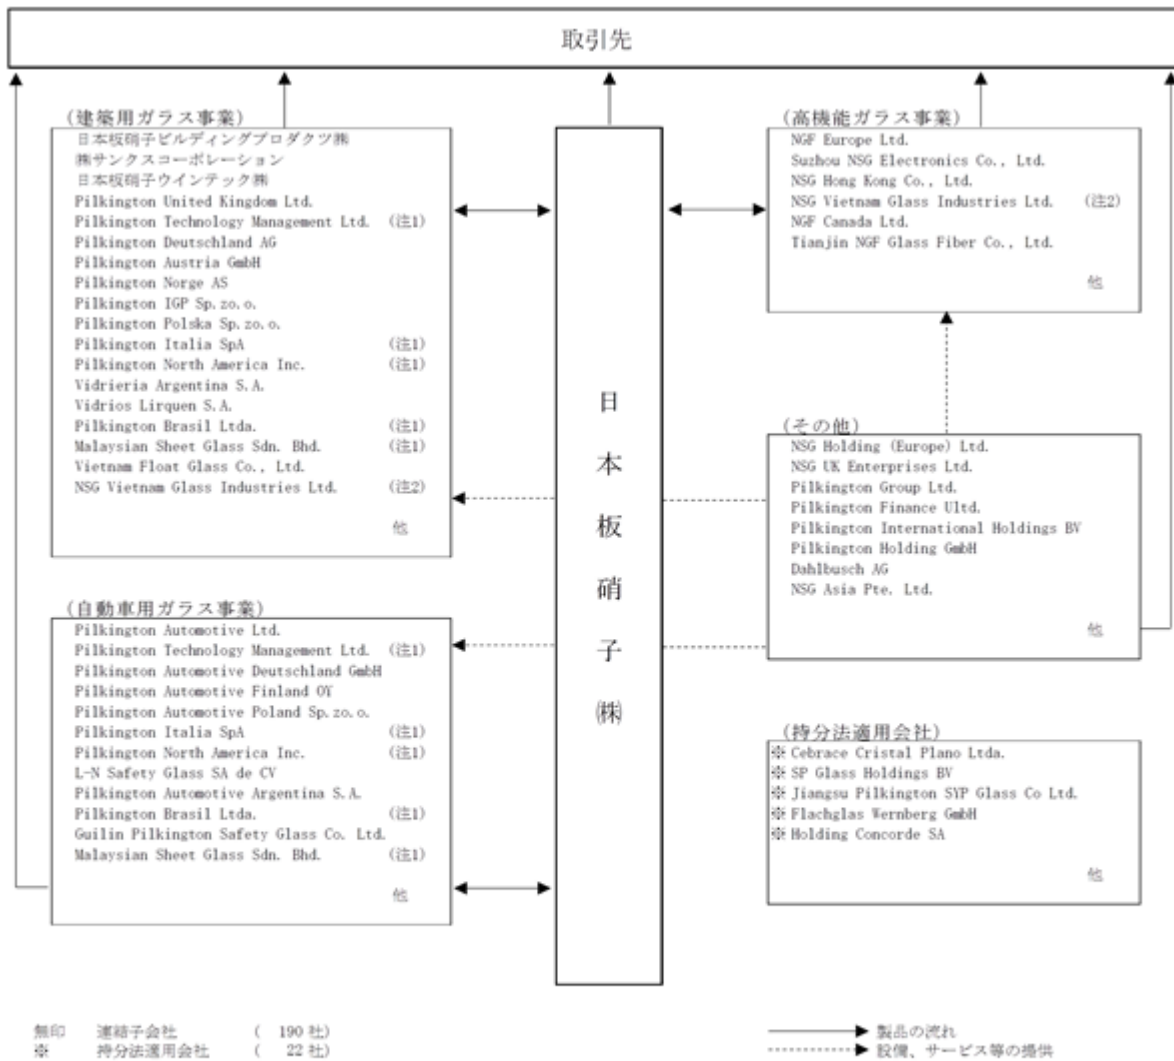 取引先
(建築用ガラス事業)
日本板硝子ビルディングプロダクツ㈱
㈱サンクスコーポレーション
日本板硝子ウインテック㈱
Pilkington United Kingdom Ltd.
Pilkington Technology Management Ltd. (注1)
Pilkington Deutschland AG
Pilkington Austria GmbH
Pilkington Norge AS
Pilkington IGP Sp.zo.o.
Pilkington Polska Sp.zo.o.
Pilkington Italia SpA (注1)
Pilkington North America Inc. (注1)
Vidrieria Argentina S.A.
Vidrios Lirquen S.A.
Pilkington Brasil Ltda. (注1)
Malaysian Sheet Glass Sdn. Bhd. (注1)
Vietnam Float Glass Co., Ltd.
NSG Vietnam Glass Industries Ltd. (注2)
他
(自動車用ガラス事業)
Pilkington Automotive Ltd.
Pilkington Technology Management Ltd. (注1)
Pilkington Automotive Deutschland GmbH
Pilkington Automotive Finland OY
Pilkington Automotive Poland Sp.zo.o.
Pilkington Italia SpA (注1)
Pilkington North America Inc. (注1)
L-N Safety Glass SA de CV
Pilkington Automotive Argentina S.A.
Pilkington Brasil Ltda. (注1)
Guilin Pilkington Safety Glass Co. Ltd.
Malaysian Sheet Glass Sdn. Bhd. (注1)
他
日本板硝子㈱
(高機能ガラス事業)
NGF Europe Ltd.
Suzhou NSG Electronics Co., Ltd.
NSG Hong Kong Co., Ltd.
NSG Vietnam Glass Industries Ltd. (注2)
NGF Canada Ltd.
Tianjin NGF Glass Fiber Co., Ltd.
他
(その他)
NSG Holding (Europe) Ltd.
NSG UK Enterprises Ltd.
Pilkington Group Ltd.
Pilkington Finance Ultd.
Pilkington International Holdings BV
Pilkington Holding GmbH
Dahlbusch AG
NSG Asia Pte. Ltd.
他
(持分法適用会社)
※ Cebrace Cristal Plano Ltda.
※ SP Glass Holdings BV
※ Jiangsu Pilkington SYP Glass Co Ltd.
※ Flachglas Wernberg GmbH
※ Holding Concorde SA
他
無印 連結子会社 ( 190 社)
※ 持分法適用会社 ( 22 社)
製品の流れ
設備、サービス等の提供